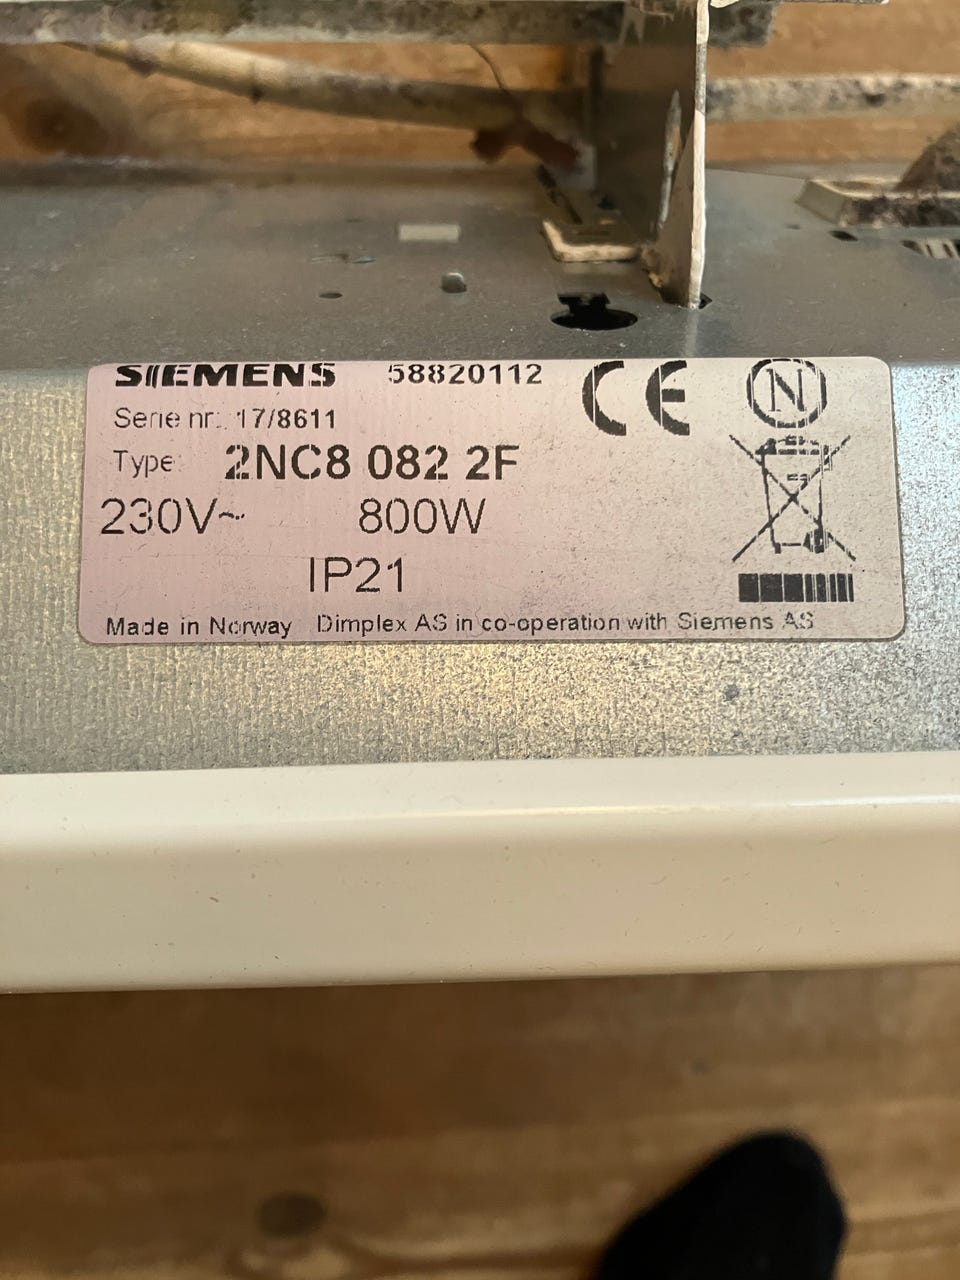 SIEMENS 58820112
CE N
Serie nr.: 17/8611
Type: 2NC8 082 2F
230V~ 800W
IP21
Made in Norway Dimplex AS in co-operation with Siemens AS